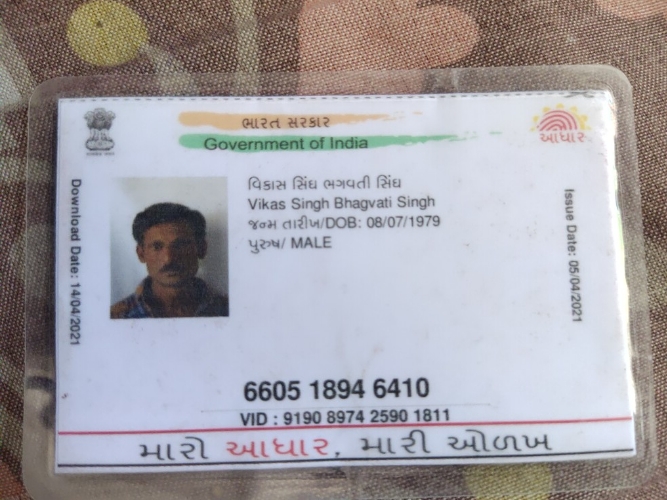 ભારત સરકાર
Government of India
આધાર
વિકાસ સિંઘ ભગવતી સિંઘ
Vikas Singh Bhagvati Singh
જન્મ તારીખ/DOB: 08/07/1979
પુરુષ/ MALE
Download Date: 14/04/2021
Issue Date: 05/04/2021
6605 1894 6410
VID : 9190 8974 2590 1811
મારો આધાર, મારી ઓળખ